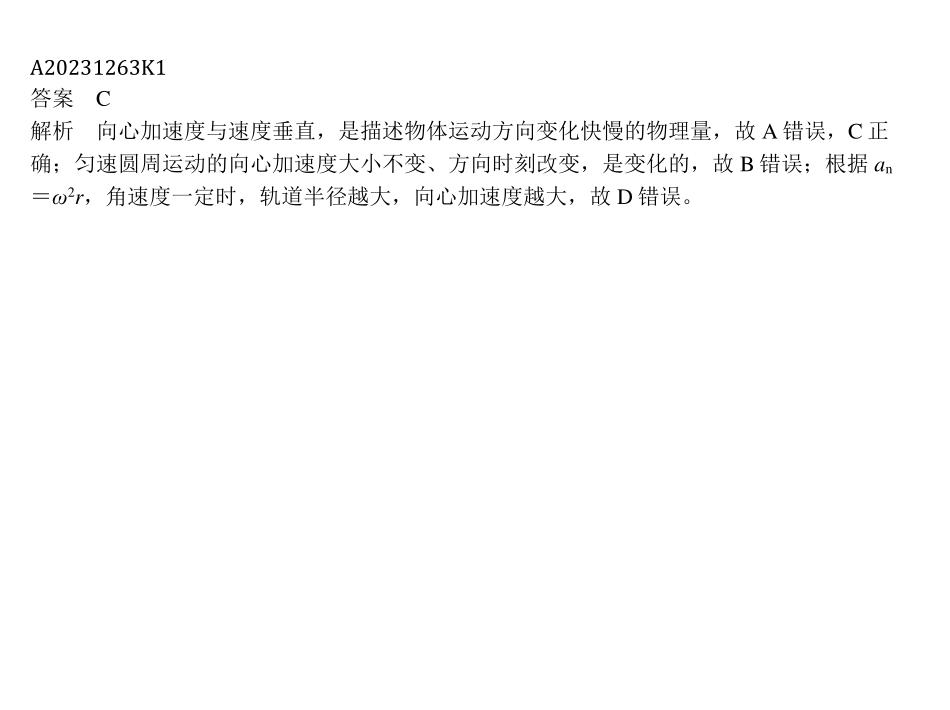 A20231263K1
答案　C
解析　向心加速度与速度垂直，是描述物体运动方向变化快慢的物理量，故 A 错误，C 正
确；匀速圆周运动的向心加速度大小不变、方向时刻改变，是变化的，故 B 错误；根据 aₙ
＝ω²r，角速度一定时，轨道半径越大，向心加速度越大，故 D 错误。